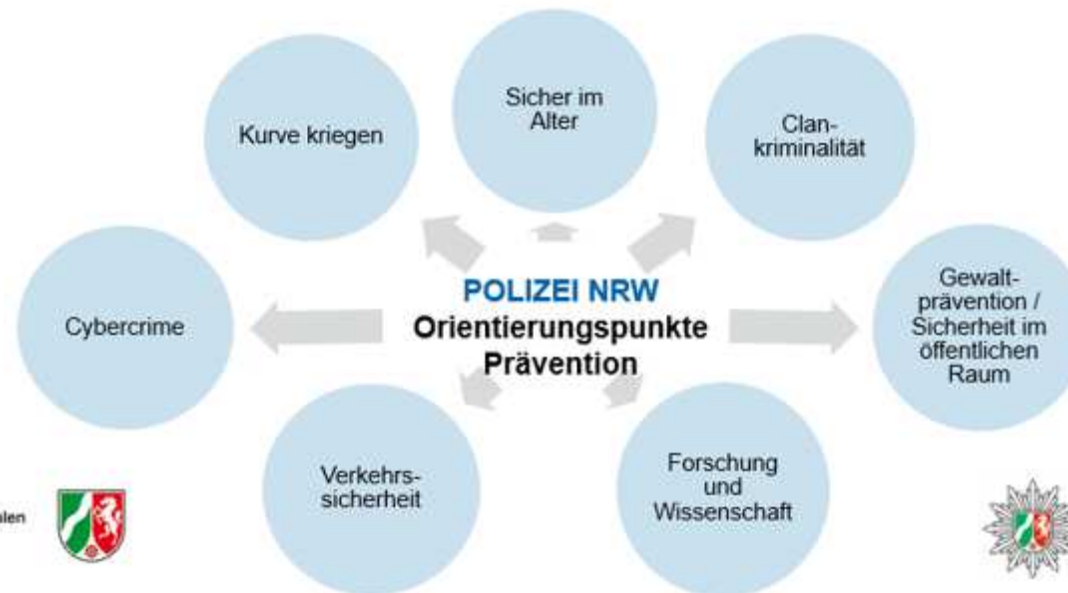 Sicher im
Alter
Kurve kriegen
Clan-
kriminalität
Cybercrime
POLIZEI NRW
Orientierungspunkte
Prävention
Gewalt-
prävention /
Sicherheit im
öffentlichen
Raum
Verkehrs-
sicherheit
Forschung
und
Wissenschaft